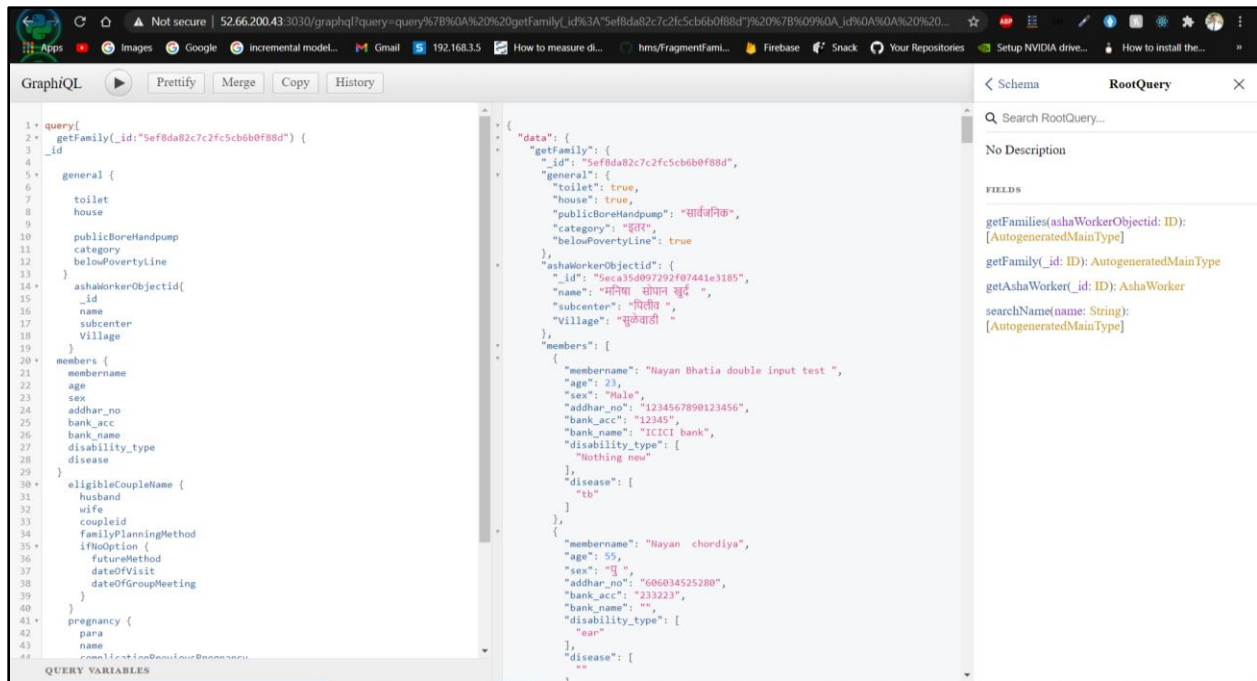 Not secure | 52.66.200.43:3030/graphql?query=query%7B%0A%20%20getFamily(_id%3A"5ef8da82c7c2fc5cb6b0f88d")%20%7B%09%0A_id%0A%0A%20%20...
Apps Images Google incremental model... Gmail 192.168.3.5 How to measure di... hms/FragmentFami... Firebase Snack Your Repositories Setup NVIDIA drive... How to install the... »
GraphiQL Prettify Merge Copy History
1 query{
2 getFamily(_id:"5ef8da82c7c2fc5cb6b0f88d") {
3 _id
4
5 general {
6
7 toilet
8 house
9
10 publicBoreHandpump
11 category
12 belowPovertyLine
13 }
14 ashaWorkerObjectid{
15 _id
16 name
17 subcenter
18 Village
19 }
20 members {
21 membername
22 age
23 sex
24 addhar_no
25 bank_acc
26 bank_name
27 disability_type
28 disease
29 }
30 eligibleCoupleName {
31 husband
32 wife
33 coupleid
34 familyPlanningMethod
35 ifNoOption {
36 futureMethod
37 dateOfVisit
38 dateOfGroupMeeting
39 }
40 }
41 pregnancy {
42 para
43 name
44 complicationPreviousPregnancy
QUERY VARIABLES
{
"data": {
"getFamily": {
"_id": "5ef8da82c7c2fc5cb6b0f88d",
"general": {
"toilet": true,
"house": true,
"publicBoreHandpump": "सार्वजनिक",
"category": "इतर",
"belowPovertyLine": true
},
"ashaWorkerObjectid": {
"_id": "5eca35d097292f07441e3185",
"name": "मनिषा सोपान खुर्द ",
"subcenter": "पिलीव ",
"Village": "सुळेवाडी "
},
"members": [
{
"membername": "Nayan Bhatia double input test ",
"age": 23,
"sex": "Male",
"addhar_no": "1234567890123456",
"bank_acc": "12345",
"bank_name": "ICICI bank",
"disability_type": [
"Nothing new"
],
"disease": [
"tb"
]
},
{
"membername": "Nayan chordiya",
"age": 55,
"sex": "पु ",
"addhar_no": "606034525280",
"bank_acc": "233223",
"bank_name": "",
"disability_type": [
"ear"
],
"disease": [
""
]
Schema RootQuery
Search RootQuery...
No Description
FIELDS
getFamilies(ashaWorkerObjectid: ID):
[AutogeneratedMainType]
getFamily(_id: ID): AutogeneratedMainType
getAshaWorker(_id: ID): AshaWorker
searchName(name: String):
[AutogeneratedMainType]